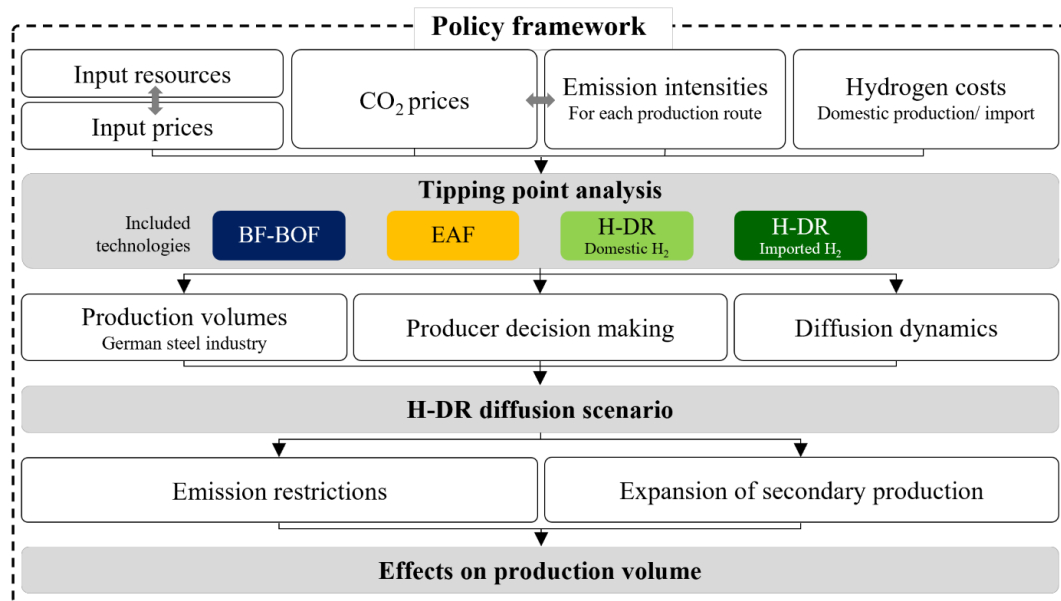 Policy framework
Input resources
Input prices
CO₂ prices
Emission intensities
For each production route
Hydrogen costs
Domestic production/ import
Tipping point analysis
Included
technologies
BF-BOF
EAF
H-DR
Domestic H₂
H-DR
Imported H₂
Production volumes
German steel industry
Producer decision making
Diffusion dynamics
H-DR diffusion scenario
Emission restrictions
Expansion of secondary production
Effects on production volume